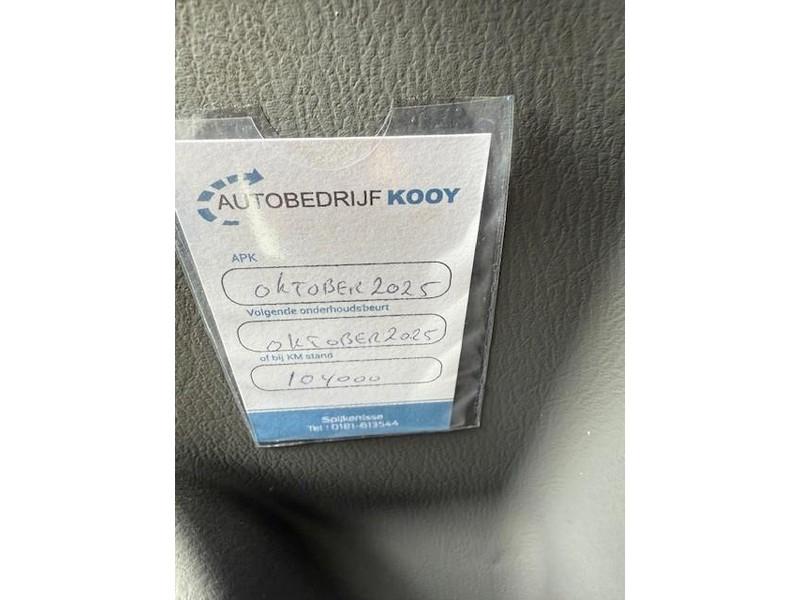 AUTOBEDRIJF KOOY
APK
OKTOBER 2025
Volgende onderhoudsbeurt
OKTOBER 2025
of bij KM stand
104000
Spijkenisse
Tel : 0181-613544